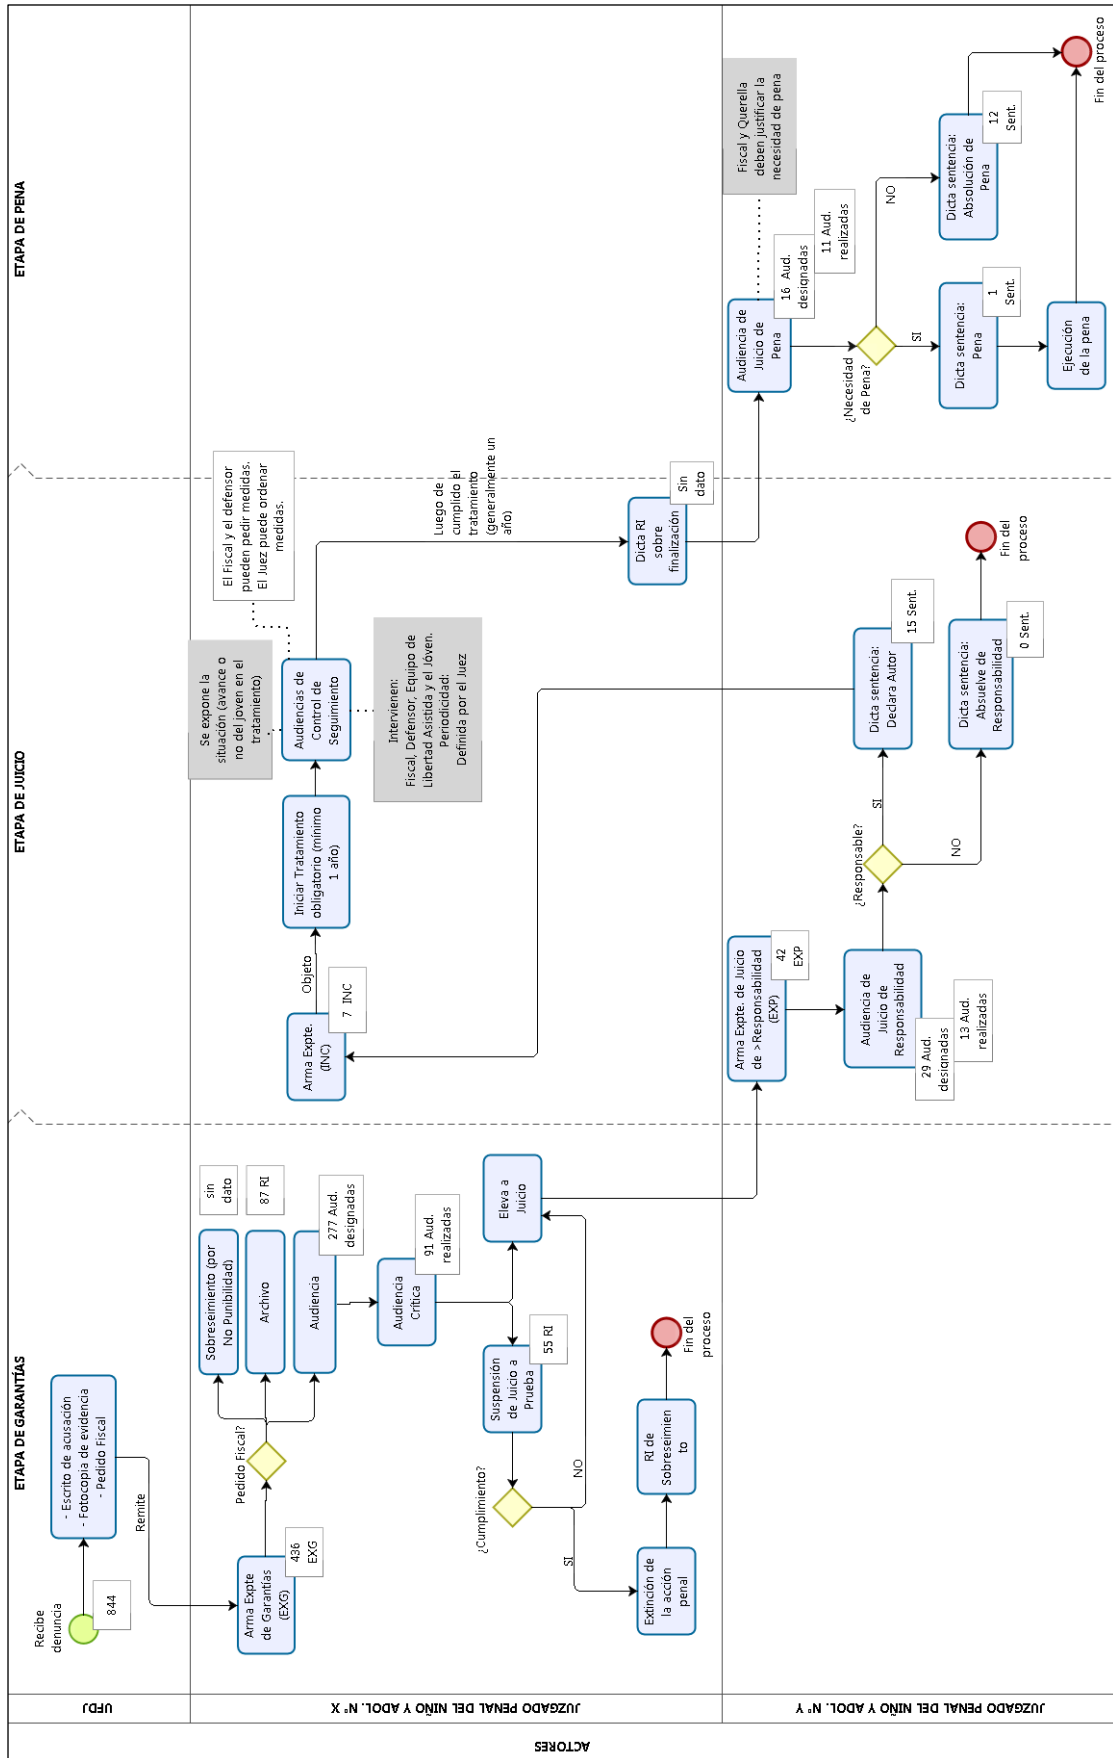 ETAPA DE GARANTÍAS
ETAPA DE JUICIO
ETAPA DE PENA
ACTORES
UFDJ
Recibe
denuncia
844
- Escrito de acusación
- Fotocopia de evidencia
- Pedido Fiscal
Remite
JUZGADO PENAL DEL NIÑO Y ADOL. N° X
Arma Expte
de Garantías
(EXG)
436
EXG
Pedido Fiscal?
Sobreseimiento (por
No Punibilidad)
sin
dato
Archivo
87 RI
Audiencia
277 Aud.
designadas
Audiencia
Crítica
91 Aud.
realizadas
Suspensión
de Juicio a
Prueba
55 RI
Eleva a
Juicio
¿Cumplimiento?
NO
SI
Extinción de
la acción
penal
RI de
Sobreseimien
to
Fin del
proceso
Arma Expte.
(INC)
7 INC
Objeto
Iniciar Tratamiento
obligatorio (mínimo
1 año)
Audiencias de
Control de
Seguimiento
Se expone la
situación (avance o
no del joven en el
tratamiento)
El Fiscal y el defensor
pueden pedir medidas.
El Juez puede ordenar
medidas.
Intervienen:
Fiscal, Defensor, Equipo de
Libertad Asistida y el Jóven.
Periodicidad:
Definida por el Juez
Luego de
cumplido el
tratamiento
(generalmente un
año)
Dicta RI
sobre
finalización
Sin
dato
JUZGADO PENAL DEL NIÑO Y ADOL. N° Y
Arma Expte. de Juicio
de >Responsabilidad
(EXP)
42
EXP
Audiencia de
Juicio de
Responsabilidad
29 Aud.
designadas
13 Aud.
realizadas
¿Responsable?
SI
NO
Dicta sentencia:
Declara Autor
15 Sent.
Dicta sentencia:
Absuelve de
Responsabilidad
0 Sent.
Fin del
proceso
Audiencia de
Juicio de
Pena
16 Aud.
designadas
11 Aud.
realizadas
Fiscal y Querella
deben justificar la
necesidad de pena
¿Necesidad
de Pena?
SI
NO
Dicta sentencia:
Pena
1
Sent.
Dicta sentencia:
Absolución de
Pena
12
Sent.
Ejecución
de la pena
Fin del proceso